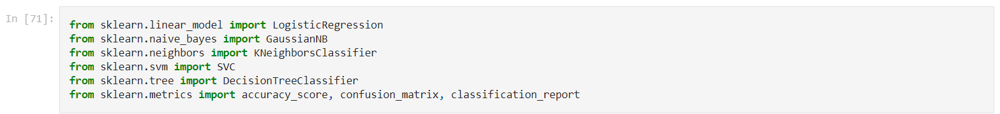 In [71]:
from sklearn.linear_model import LogisticRegression
from sklearn.naive_bayes import GaussianNB
from sklearn.neighbors import KNeighborsClassifier
from sklearn.svm import SVC
from sklearn.tree import DecisionTreeClassifier
from sklearn.metrics import accuracy_score, confusion_matrix, classification_report